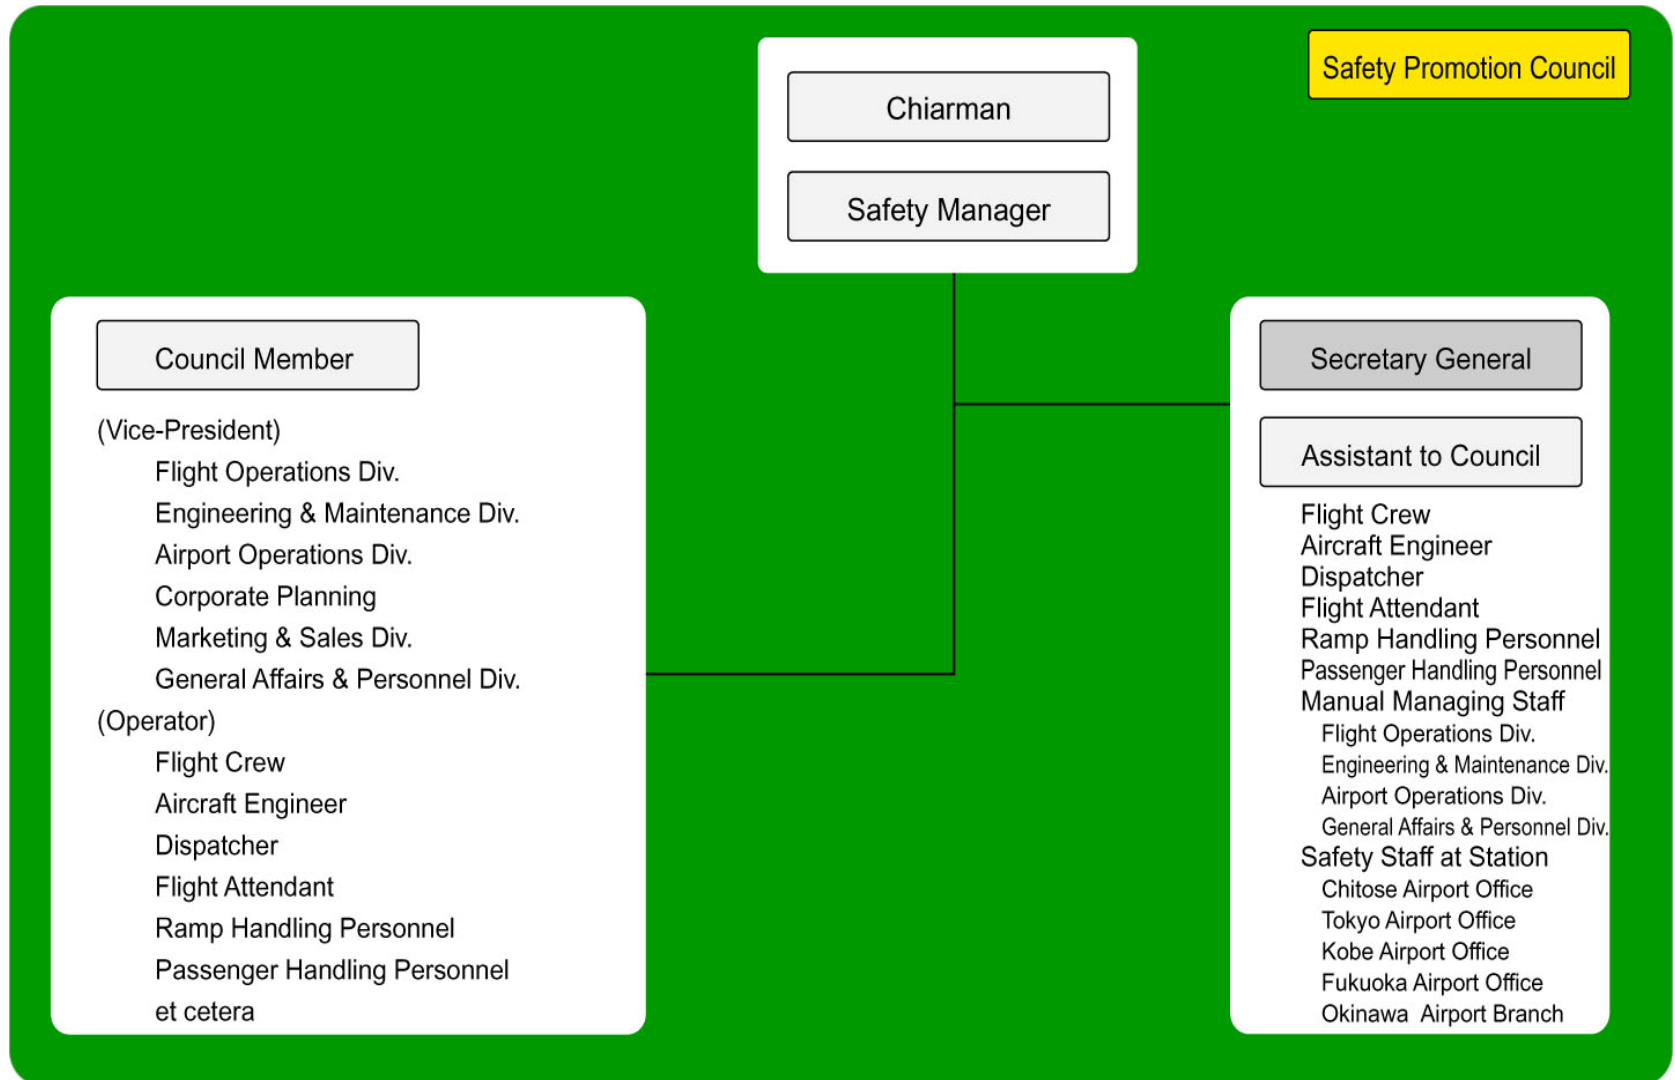 Safety Promotion Council
Chiarman
Safety Manager
Council Member
(Vice-President)
Flight Operations Div.
Engineering & Maintenance Div.
Airport Operations Div.
Corporate Planning
Marketing & Sales Div.
General Affairs & Personnel Div.
(Operator)
Flight Crew
Aircraft Engineer
Dispatcher
Flight Attendant
Ramp Handling Personnel
Passenger Handling Personnel
et cetera
Secretary General
Assistant to Council
Flight Crew
Aircraft Engineer
Dispatcher
Flight Attendant
Ramp Handling Personnel
Passenger Handling Personnel
Manual Managing Staff
Flight Operations Div.
Engineering & Maintenance Div.
Airport Operations Div.
General Affairs & Personnel Div.
Safety Staff at Station
Chitose Airport Office
Tokyo Airport Office
Kobe Airport Office
Fukuoka Airport Office
Okinawa Airport Branch